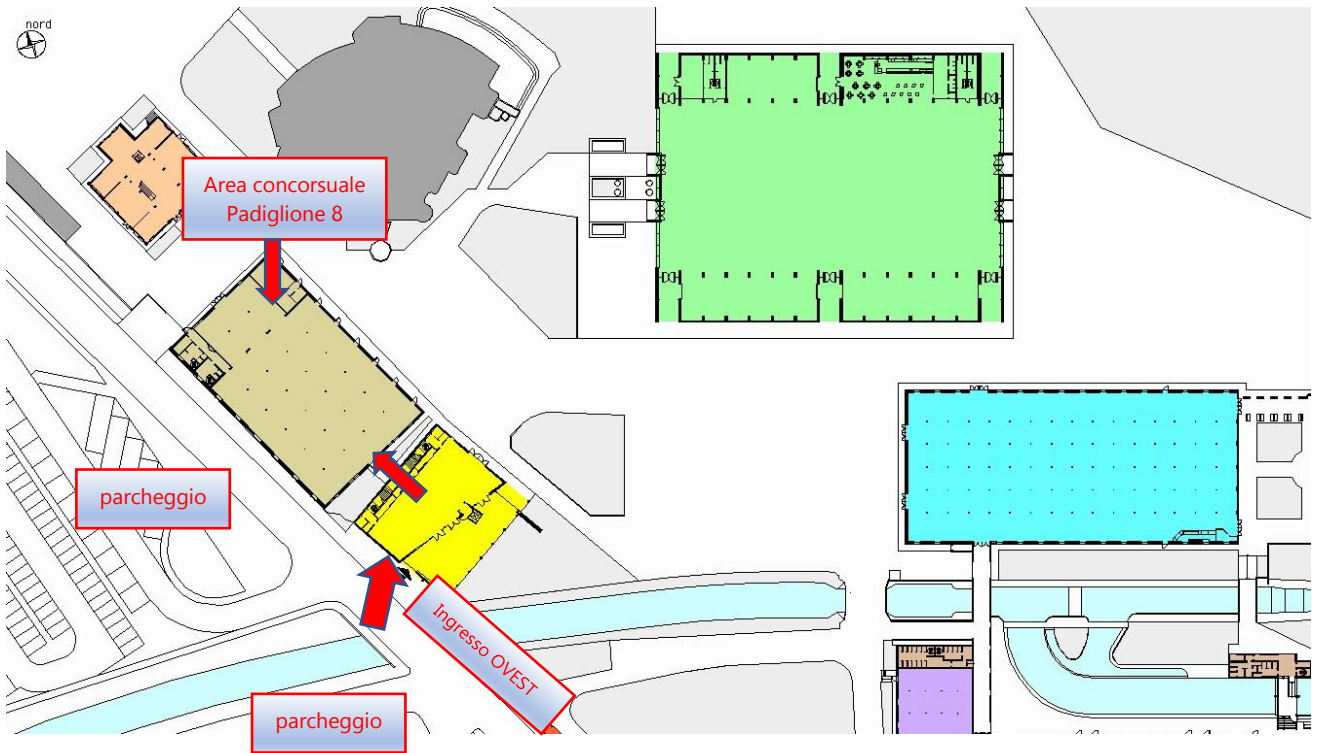 nord
Area concorsuale
Padiglione 8
parcheggio
Ingresso OVEST
parcheggio